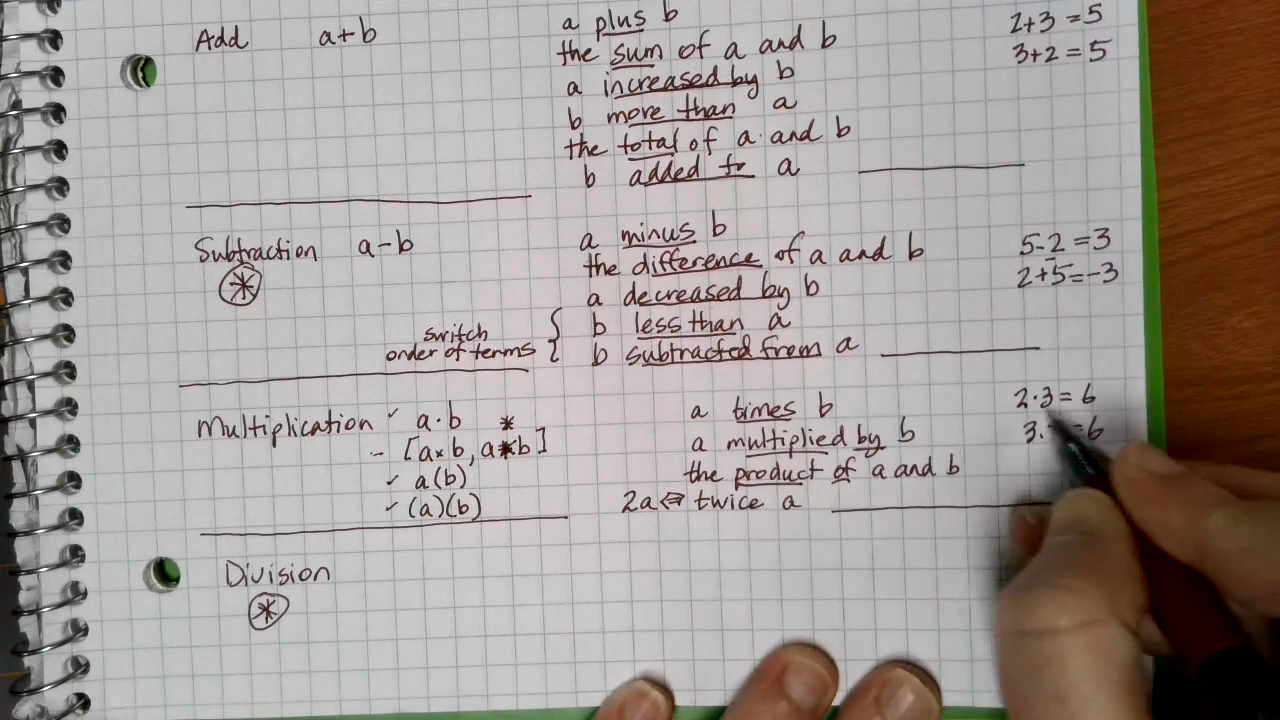 Add a+b a plus b 2+3 = 5
the sum of a and b 3+2 = 5
a increased by b
b more than a
the total of a and b
b added to a
Subtraction a-b a minus b 5-2 = 3
* the difference of a and b 2+5=-3
a decreased by b
switch order of terms { b less than a
b subtracted from a
Multiplication ✓ a·b * a times b 2·3 = 6
- [a×b, a*b] a multiplied by b 3· =6
✓ a(b) the product of a and b
✓ (a)(b) 2a⇔ twice a
Division
*